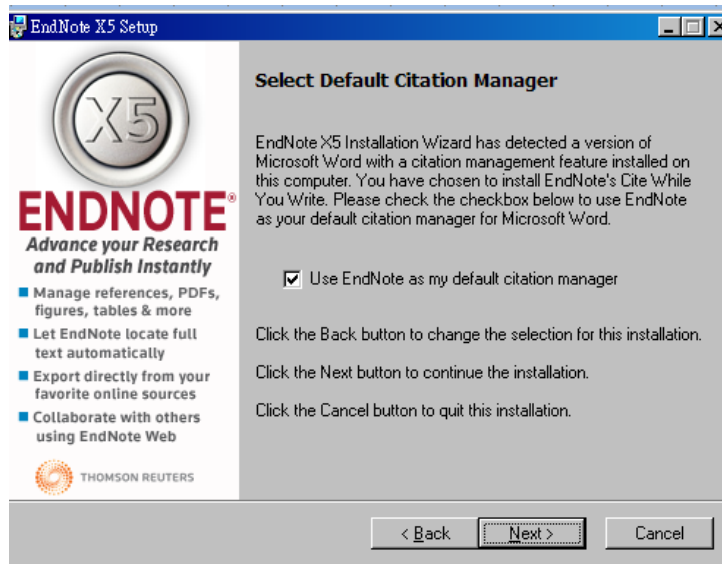 EndNote X5 Setup
X5
ENDNOTE®
Advance your Research
and Publish Instantly
Manage references, PDFs,
figures, tables & more
Let EndNote locate full
text automatically
Export directly from your
favorite online sources
Collaborate with others
using EndNote Web
THOMSON REUTERS
Select Default Citation Manager
EndNote X5 Installation Wizard has detected a version of
Microsoft Word with a citation management feature installed on
this computer. You have chosen to install EndNote's Cite While
You Write. Please check the checkbox below to use EndNote
as your default citation manager for Microsoft Word.
Use EndNote as my default citation manager
Click the Back button to change the selection for this installation.
Click the Next button to continue the installation.
Click the Cancel button to quit this installation.
< Back
Next >
Cancel